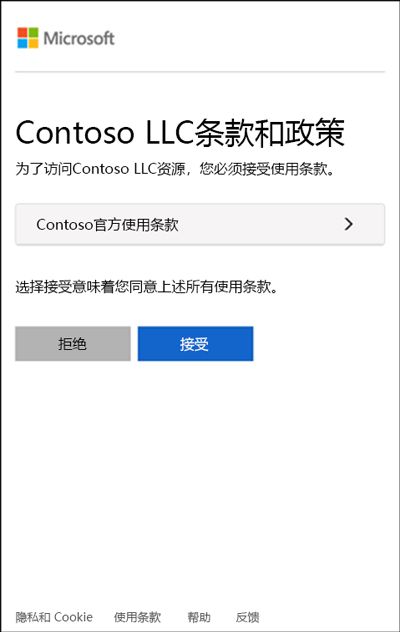 Microsoft
Contoso LLC条款和政策
为了访问Contoso LLC资源，您必须接受使用条款。
Contoso官方使用条款
选择接受意味着您同意上述所有使用条款。
拒绝 接受
隐私和 Cookie 使用条款 帮助 反馈